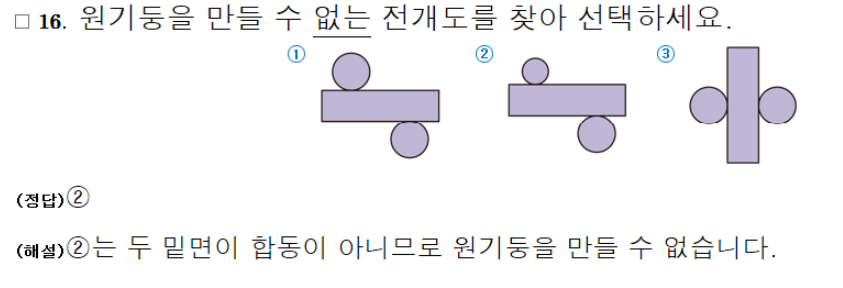 □ 16. 원기둥을 만들 수 없는 전개도를 찾아 선택하세요.
① ② ③
(정답)②
(해설)②는 두 밑면이 합동이 아니므로 원기둥을 만들 수 없습니다.